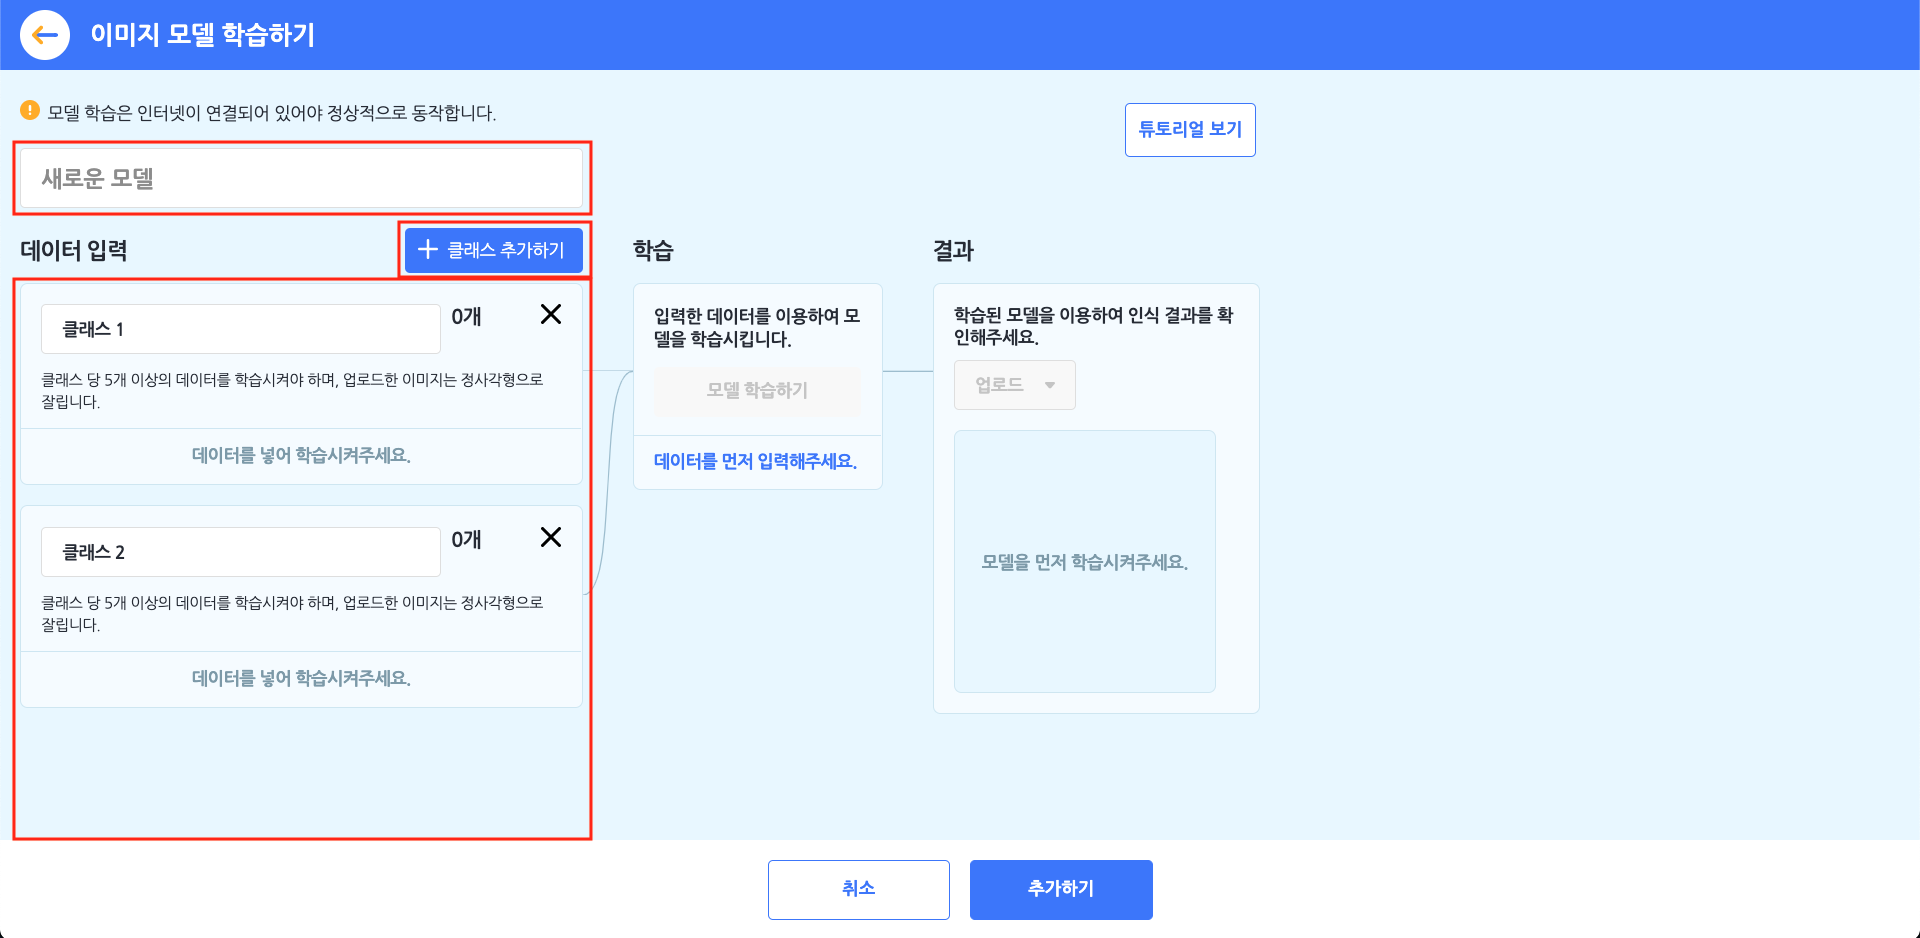 이미지 모델 학습하기
모델 학습은 인터넷이 연결되어 있어야 정상적으로 동작합니다.
튜토리얼 보기
새로운 모델
데이터 입력
클래스 추가하기
클래스 1
0개
클래스 당 5개 이상의 데이터를 학습시켜야 하며, 업로드한 이미지는 정사각형으로
잘립니다.
데이터를 넣어 학습시켜주세요.
클래스 2
0개
클래스 당 5개 이상의 데이터를 학습시켜야 하며, 업로드한 이미지는 정사각형으로
잘립니다.
데이터를 넣어 학습시켜주세요.
학습
입력한 데이터를 이용하여 모
델을 학습시킵니다.
모델 학습하기
데이터를 먼저 입력해주세요.
결과
학습된 모델을 이용하여 인식 결과를 확
인해주세요.
업로드
모델을 먼저 학습시켜주세요.
취소
추가하기